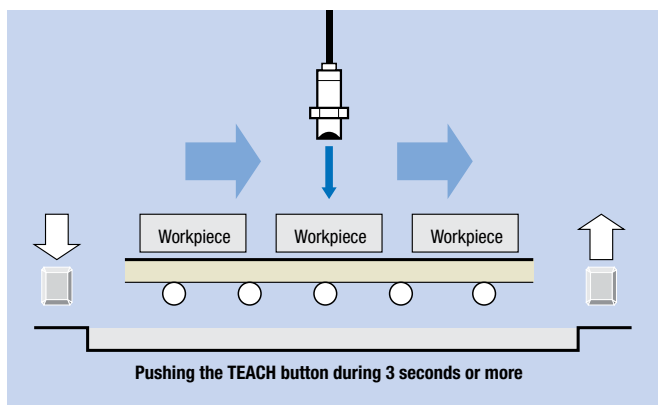 Workpiece
Workpiece
Workpiece
Pushing the TEACH button during 3 seconds or more